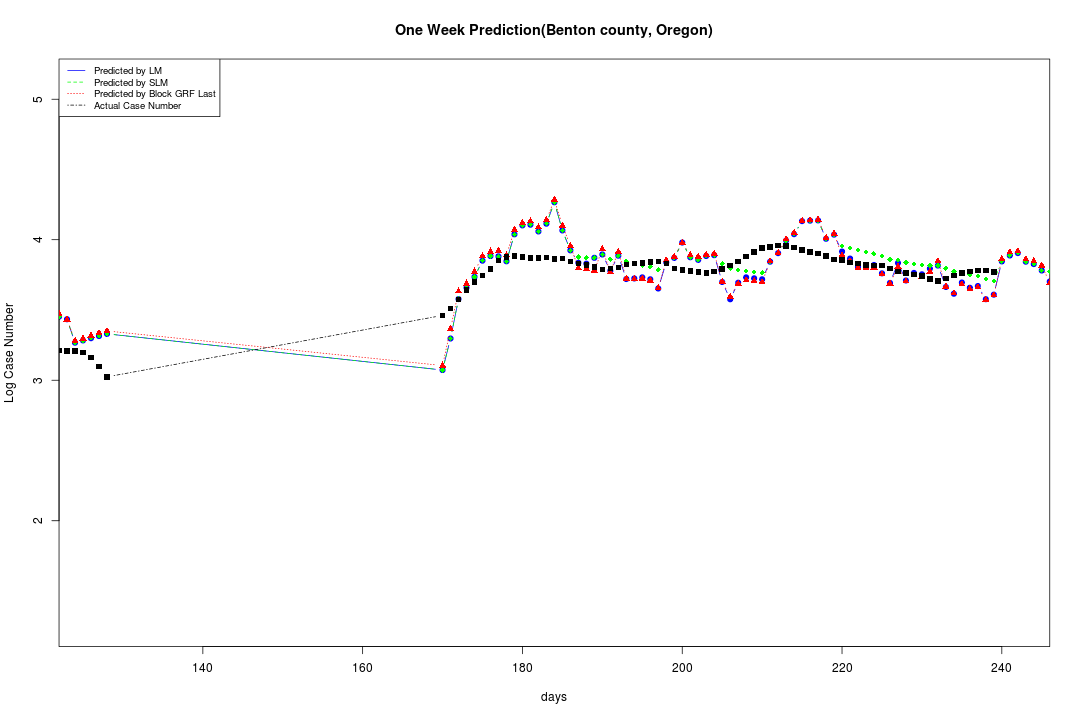 One Week Prediction(Benton county, Oregon)
Predicted by LM
Predicted by SLM
Predicted by Block GRF Last
Actual Case Number
5
4
3
2
Log Case Number
140 160 180 200 220 240
days